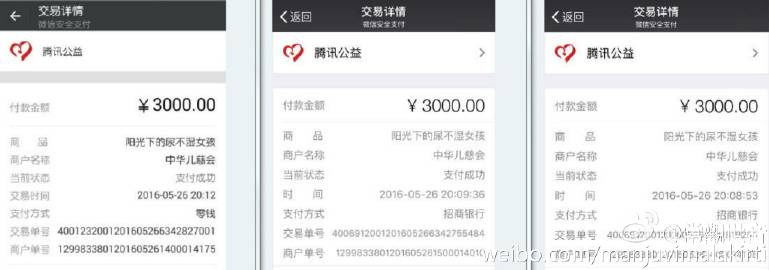 交易详情
微信安全支付
腾讯公益
付款金额 ￥3000.00
商 品 阳光下的尿不湿女孩
商户名称 中华儿慈会
当前状态 支付成功
交易时间 2016-05-26 20:12
支付方式 零钱
交易单号 4001232001201605266342827001
商户单号 1299833801201605261400014175
返回 交易详情
微信安全支付
腾讯公益
付款金额 ￥3000.00
商 品 阳光下的尿不湿女孩
商户名称 中华儿慈会
当前状态 支付成功
时 间 2016-05-26 20:09:36
支付方式 招商银行
交易单号 4006912001201605266342755484
商户单号 1299833801201605261500014010
返回 交易详情
微信安全支付
腾讯公益
付款金额 ￥3000.00
商 品 阳光下的尿不湿女孩
商户名称 中华儿慈会
当前状态 支付成功
时 间 2016-05-26 20:08:53
支付方式 招商银行
交易单号
商户单号